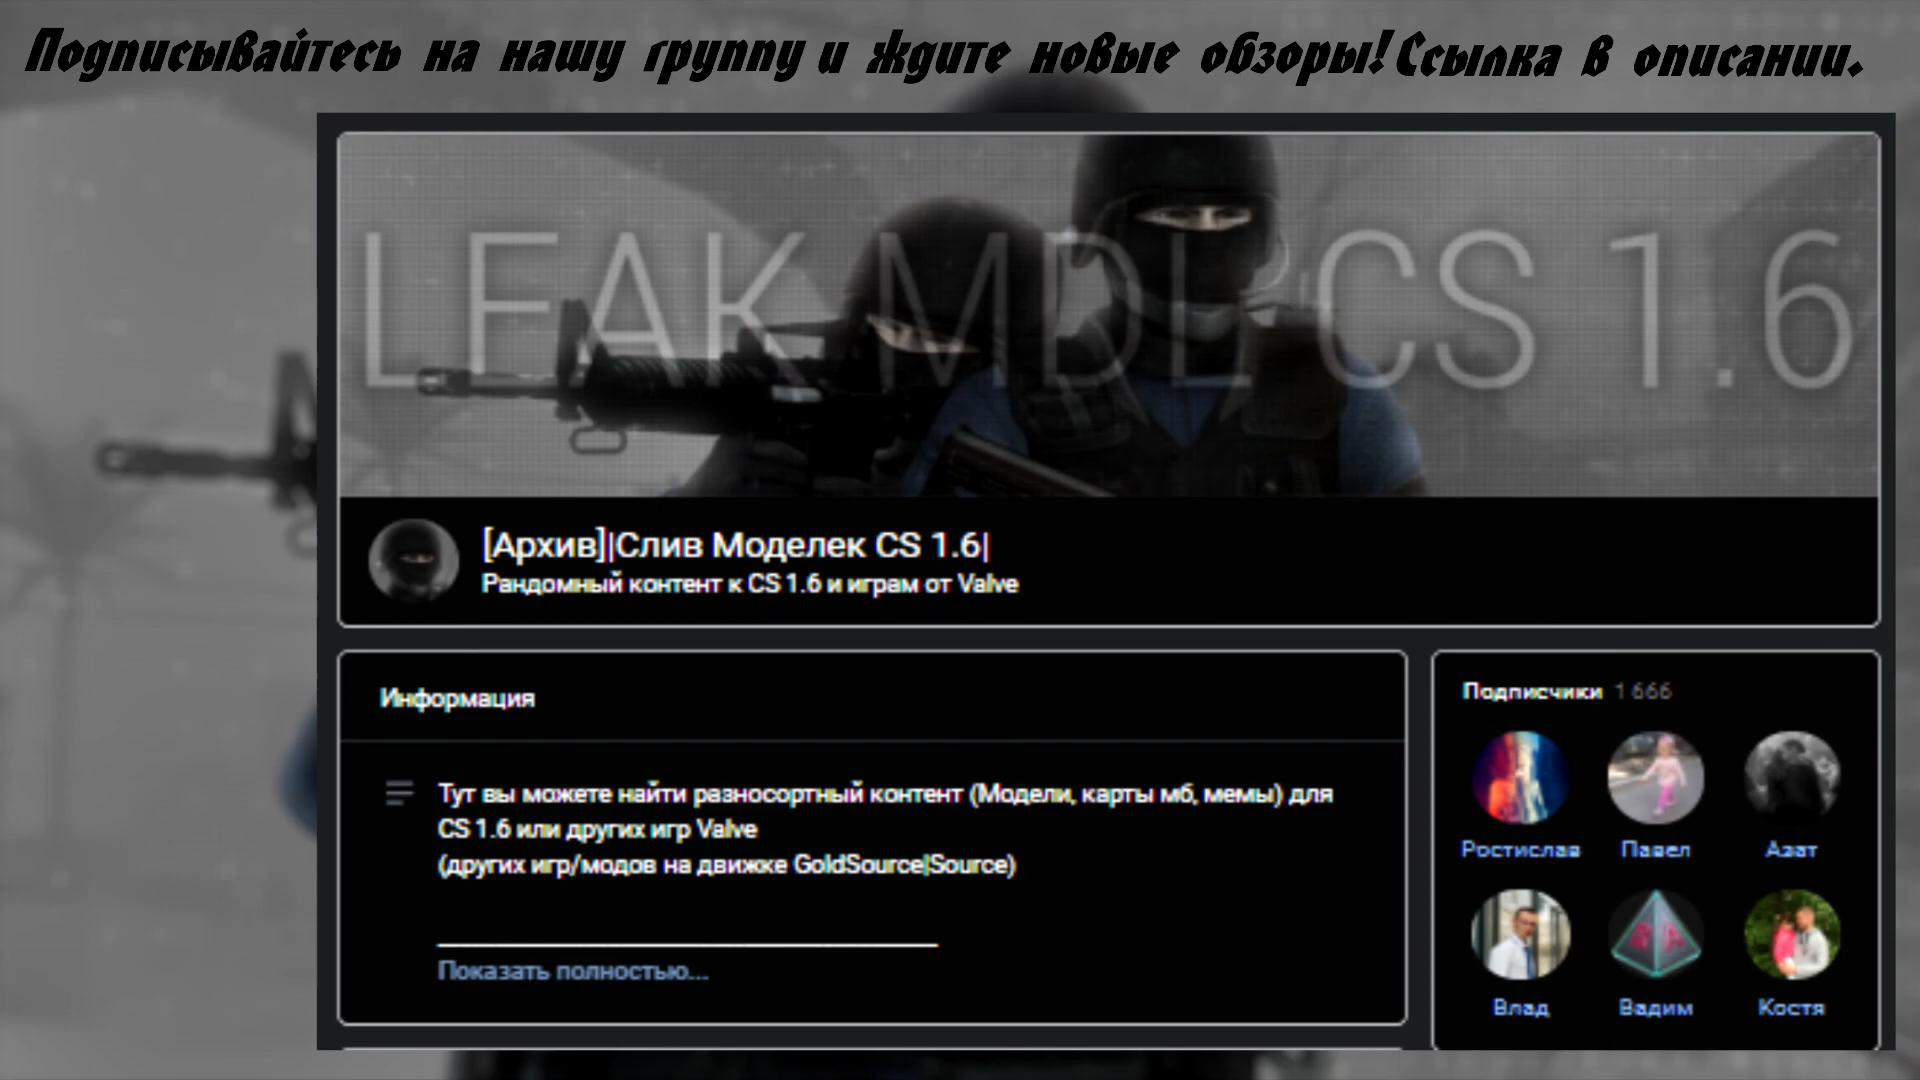 Подписывайтесь на нашу группу и ждите новые обзоры! Ссылка в описании.
LEAK MDL CS 1.6
[Архив]|Слив Моделек CS 1.6|
Рандомный контент к CS 1.6 и играм от Valve
Информация
Тут вы можете найти разносортный контент (Модели, карты мб, мемы) для
CS 1.6 или других игр Valve
(других игр/модов на движке GoldSource|Source)
Показать полностью...
Подписчики 1 666
Ростислав Павел Азат
Влад Вадим Костя